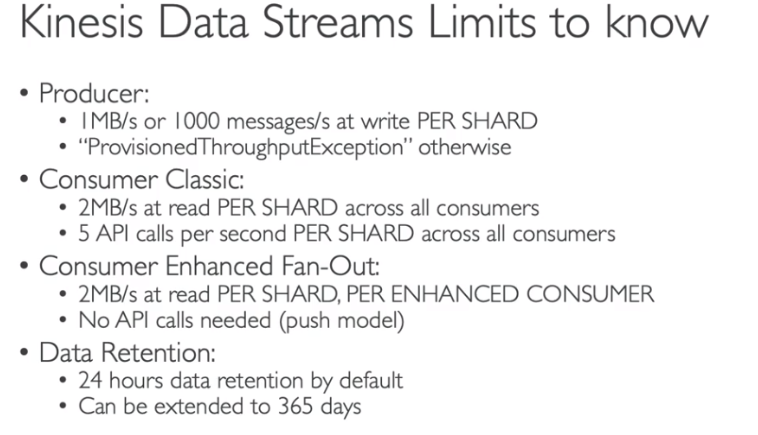 Kinesis Data Streams Limits to know
• Producer:
• 1MB/s or 1000 messages/s at write PER SHARD
• “ProvisionedThroughputException” otherwise
• Consumer Classic:
• 2MB/s at read PER SHARD across all consumers
• 5 API calls per second PER SHARD across all consumers
• Consumer Enhanced Fan-Out:
• 2MB/s at read PER SHARD, PER ENHANCED CONSUMER
• No API calls needed (push model)
• Data Retention:
• 24 hours data retention by default
• Can be extended to 365 days